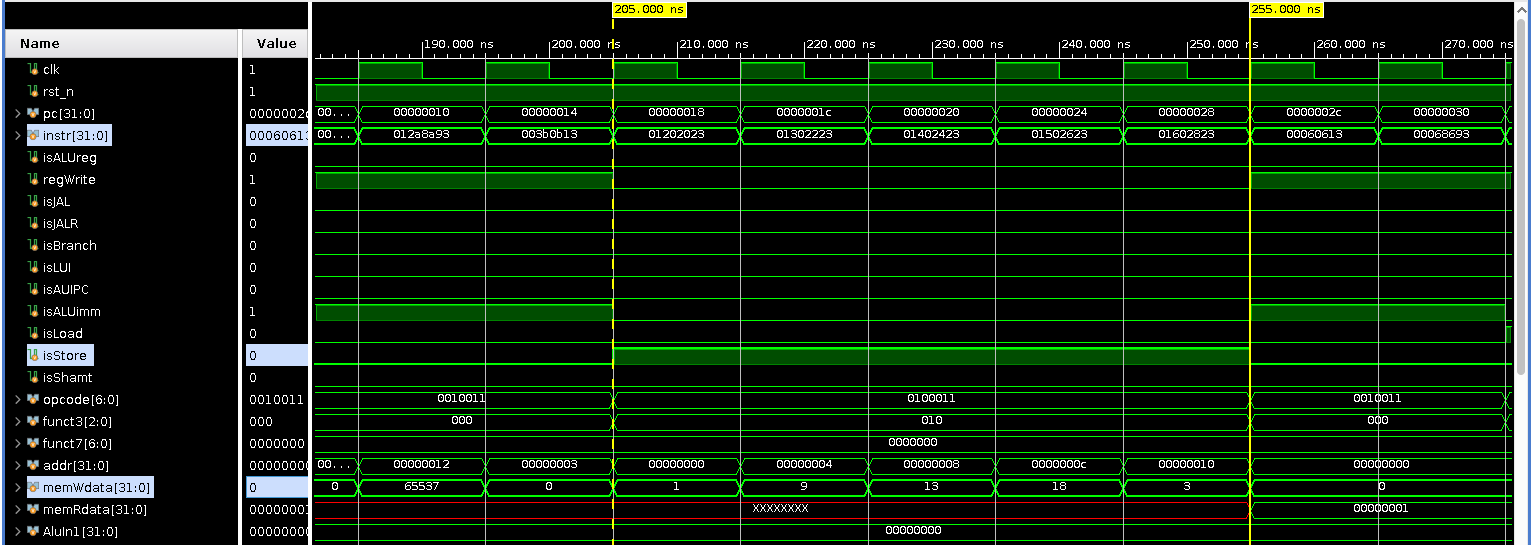 205.000 ns 255.000 ns
Name Value
190.000 ns 200.000 ns 210.000 ns 220.000 ns 230.000 ns 240.000 ns 250.000 ns 260.000 ns 270.000 ns
clk 1
rst_n 1
pc[31:0] 0000002c 00... 00000010 00000014 00000018 0000001c 00000020 00000024 00000028 0000002c 00000030
instr[31:0] 00060613 00... 012a8a93 003b0b13 01202023 01302223 01402423 01502623 01602823 00060613 00068693
isALUreg 0
regWrite 1
isJAL 0
isJALR 0
isBranch 0
isLUI 0
isAUIPC 0
isALUimm 1
isLoad 0
isStore 0
isShamt 0
opcode[6:0] 0010011 0010011 0100011 0010011
funct3[2:0] 000 000 010 000
funct7[6:0] 0000000 0000000
addr[31:0] 00000000 00... 00000012 00000003 00000000 00000004 00000008 0000000c 00000010 00000000
memWdata[31:0] 0 0 65537 0 1 9 13 18 3 0
memRdata[31:0] 00000001 XXXXXXXX 00000001
AluIn1[31:0] 00000000 00000000